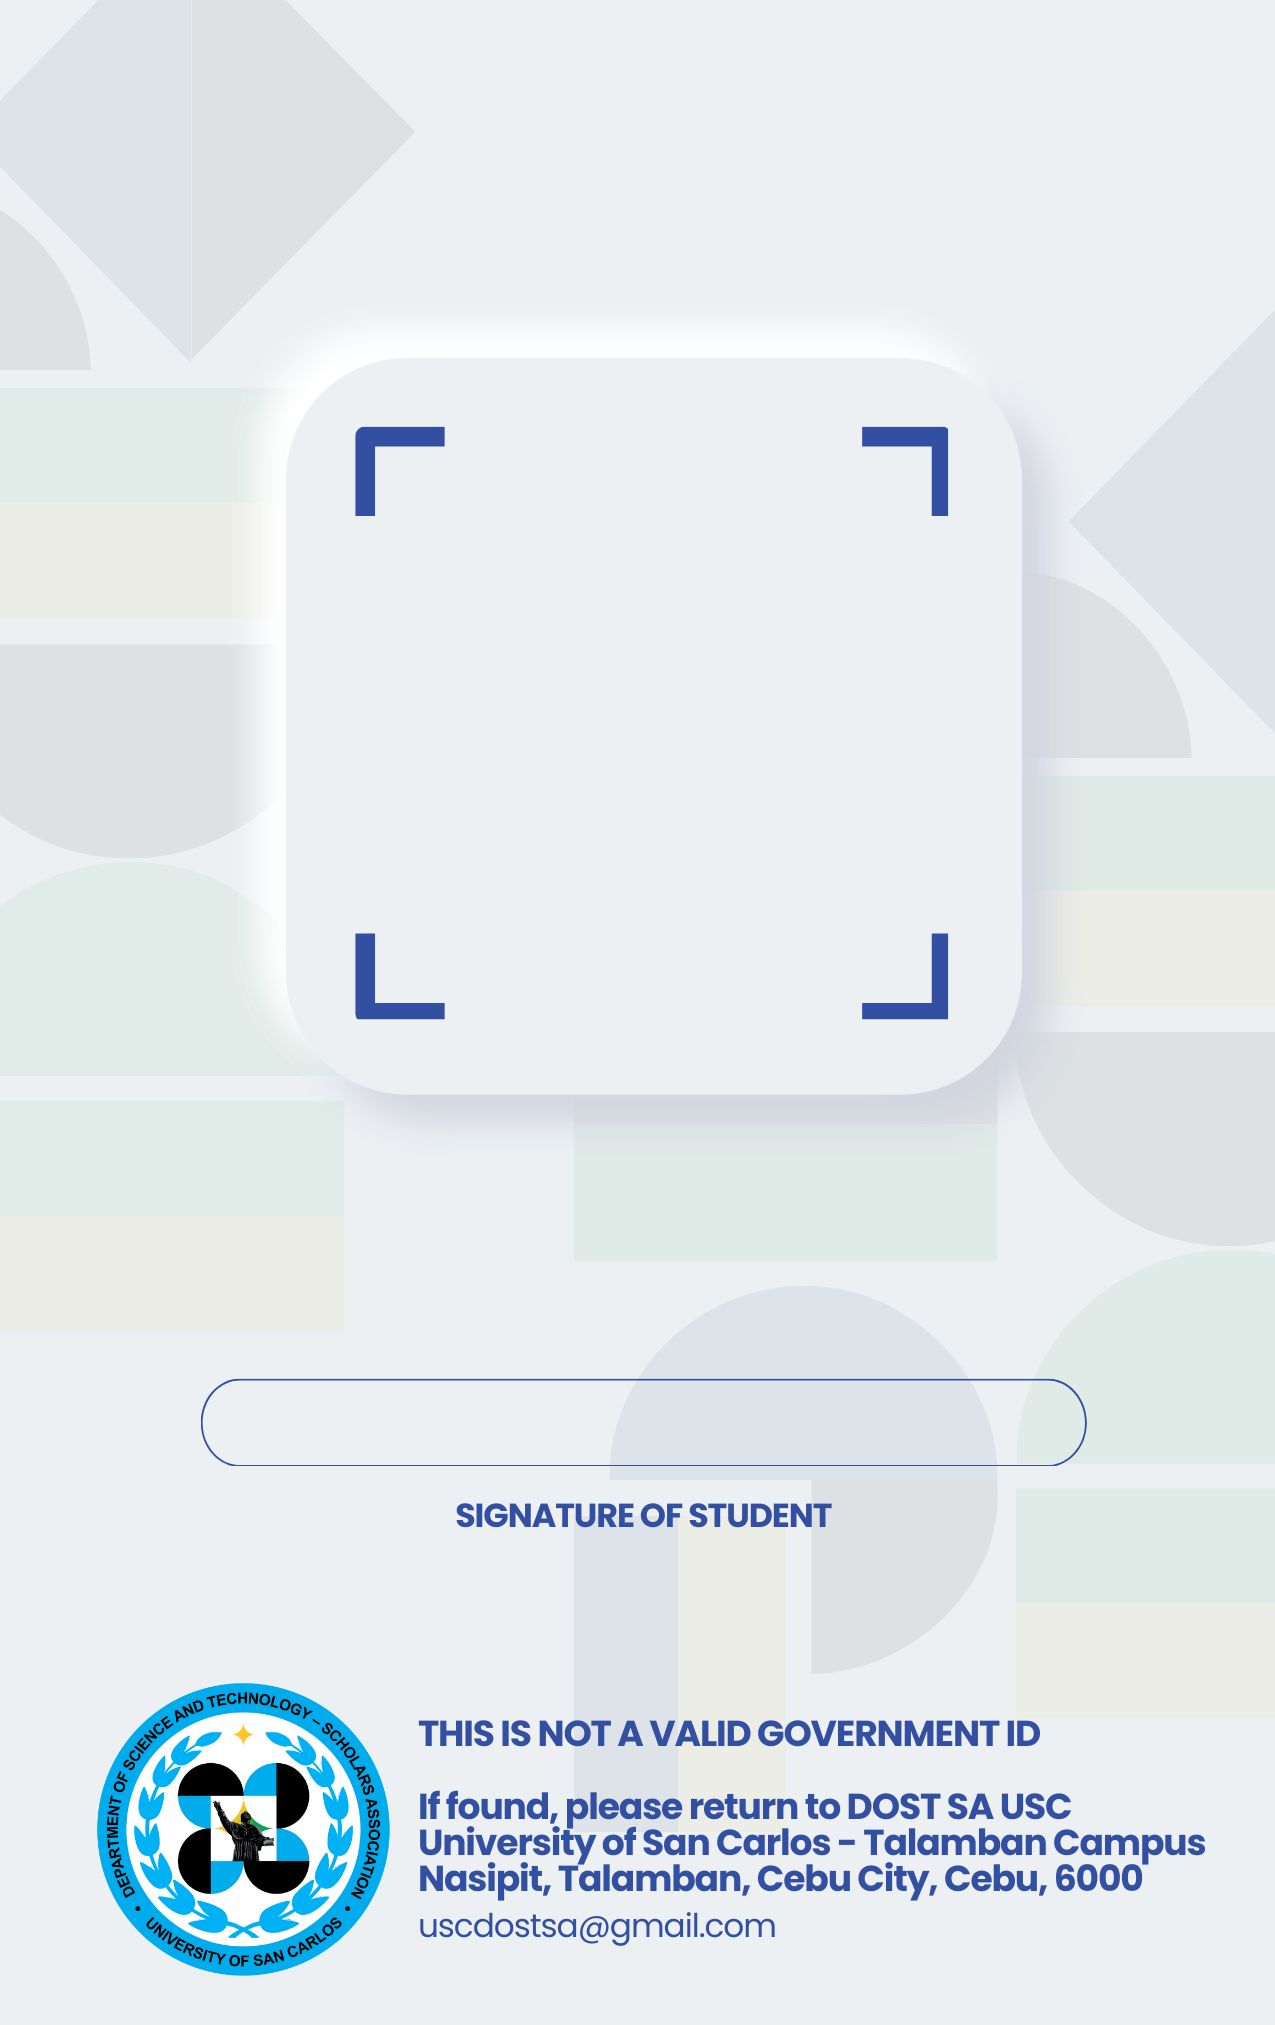 SIGNATURE OF STUDENT
DEPARTMENT OF SCIENCE AND TECHNOLOGY – SCHOLARS ASSOCIATION
• UNIVERSITY OF SAN CARLOS •
THIS IS NOT A VALID GOVERNMENT ID
If found, please return to DOST SA USC
University of San Carlos - Talamban Campus
Nasipit, Talamban, Cebu City, Cebu, 6000
uscdostsa@gmail.com